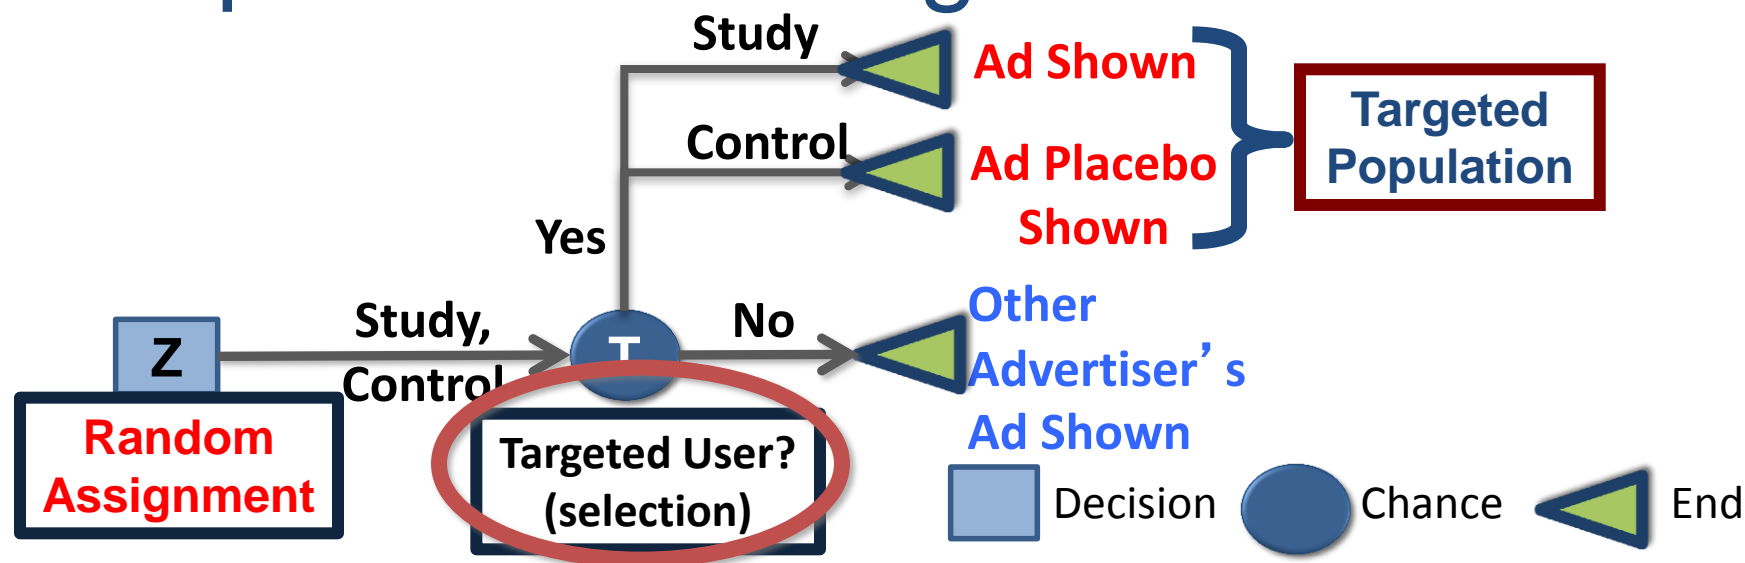 Study
Ad Shown
Targeted
Population
Control
Ad Placebo
Shown
Yes
Study,
Control
No
Other
Advertiser's
Ad Shown
Z
T
Random
Assignment
Targeted User?
(selection)
Decision
Chance
End